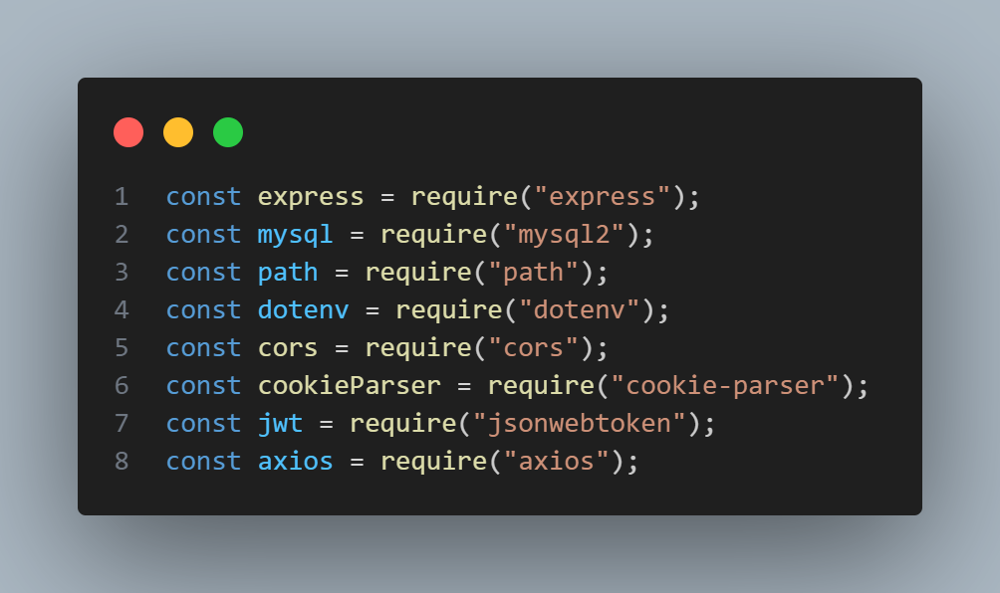 1 const express = require("express");
2 const mysql = require("mysql2");
3 const path = require("path");
4 const dotenv = require("dotenv");
5 const cors = require("cors");
6 const cookieParser = require("cookie-parser");
7 const jwt = require("jsonwebtoken");
8 const axios = require("axios");